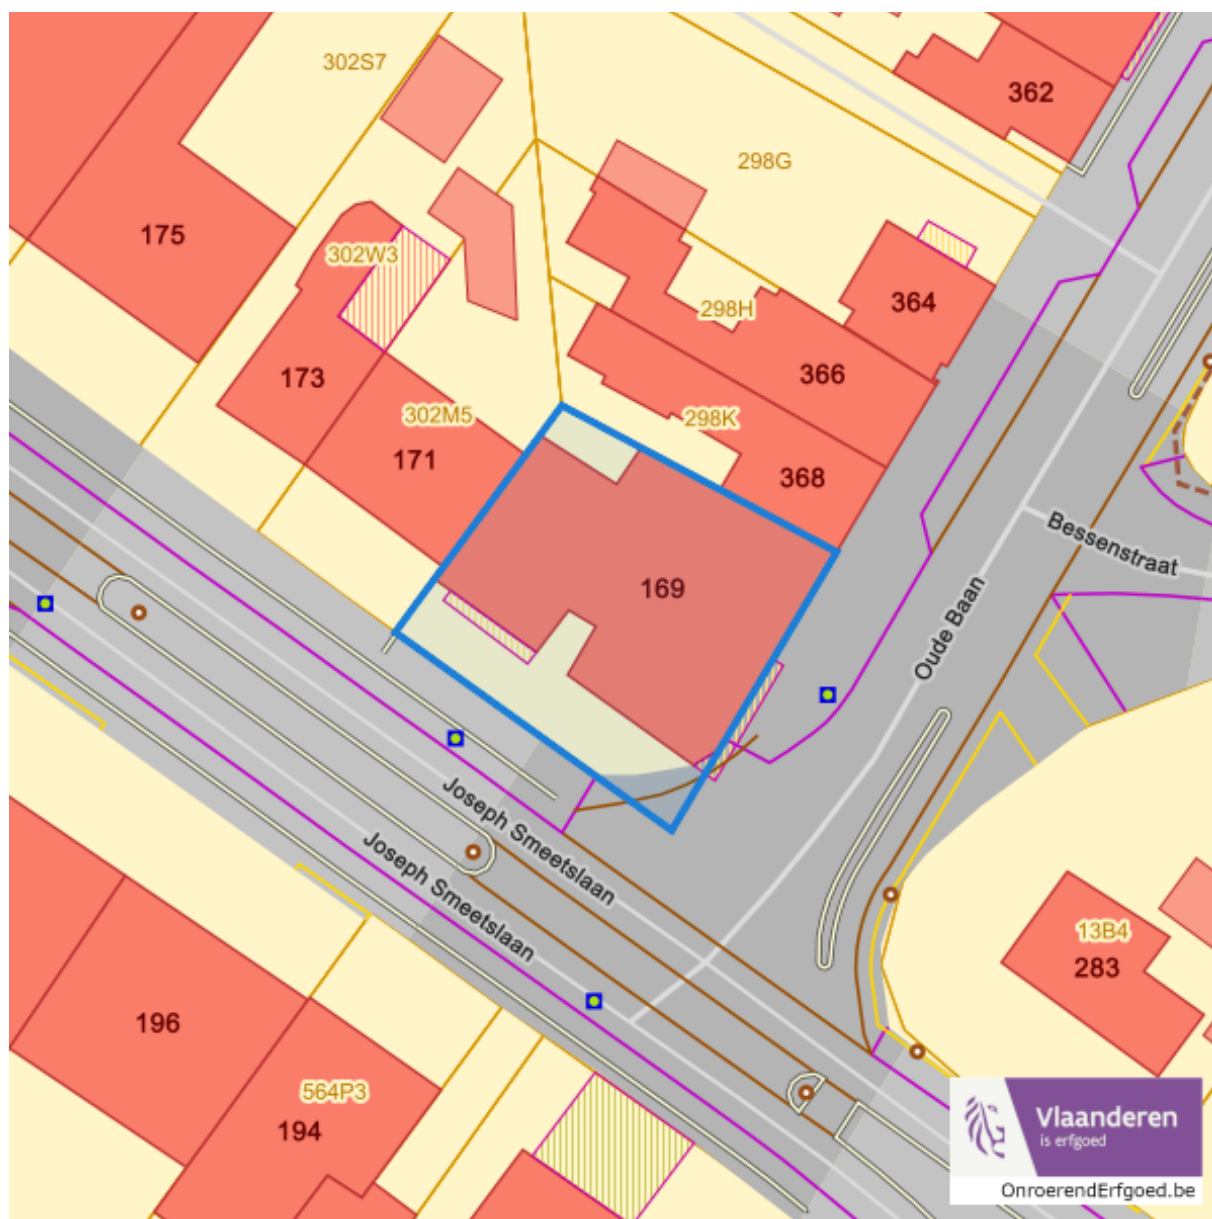 302S7
362
298G
175
302W3
364
298H
173
366
302M5
298K
171
368
Bessenstraat
169
Oude Baan
Joseph Smeetslaan
Joseph Smeetslaan
13B4
283
196
564P3
194
Vlaanderen
is erfgoed
OnroerendErfgoed.be